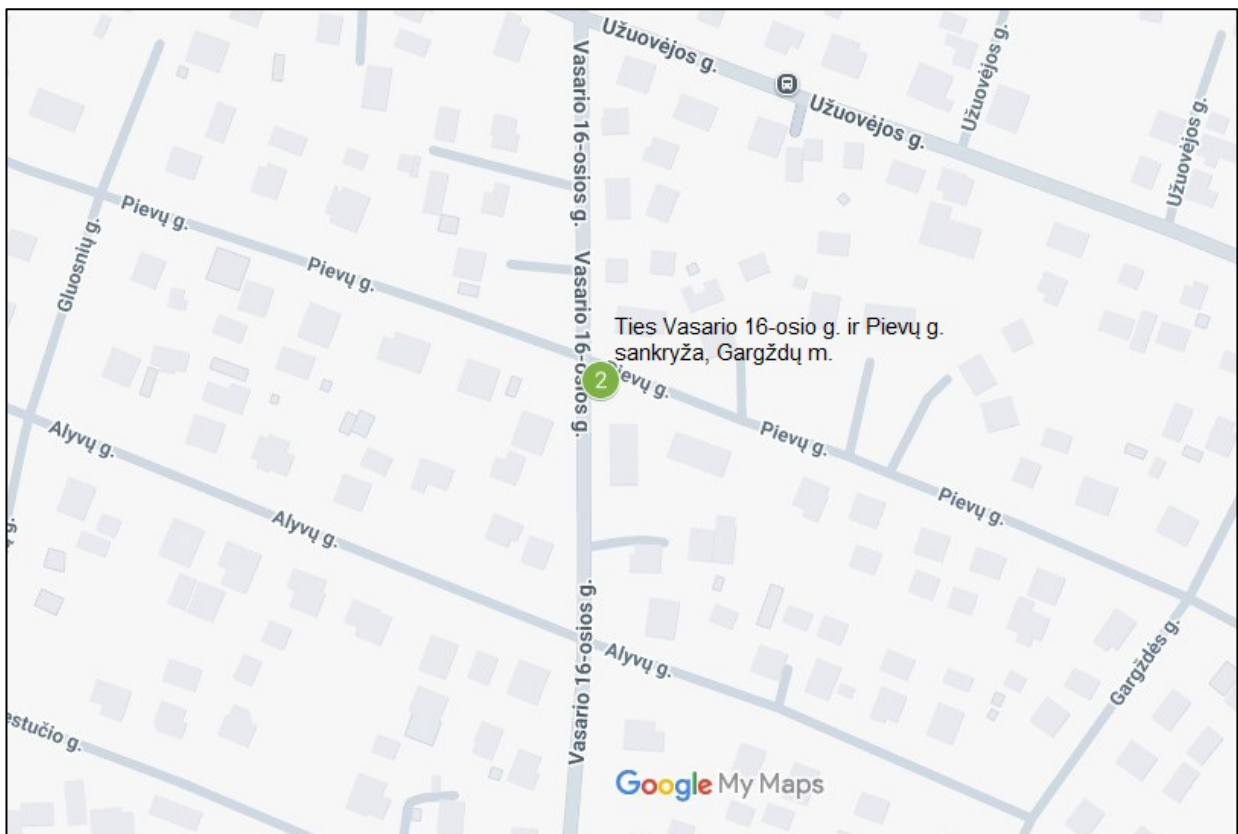 Užuovėjos g.
Užuovėjos g.
Užuovėjos g.
Užuovėjos g.
Vasario 16-osios g.
Vasario 16-osios g.
Pievų g.
Gluosnių g.
Pievų g.
Ties Vasario 16-osio g. ir Pievų g.
sankryža, Gargždų m.
2
Pievų g.
Alyvų g.
Pievų g.
Pievų g.
Alyvų g.
Vasario 16-osios g.
Alyvų g.
Gargždės g.
estučio g.
Google My Maps